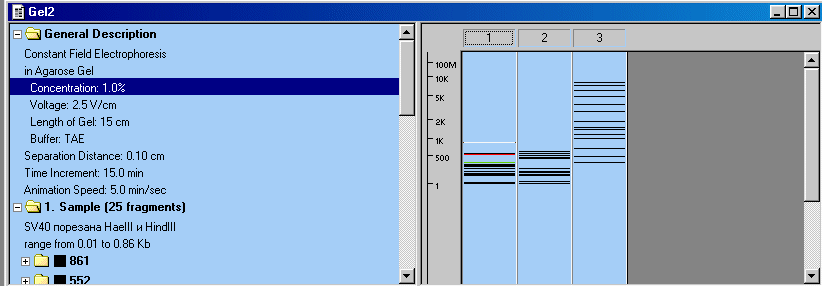 Gel2
General Description
Constant Field Electrophoresis
in Agarose Gel
Concentration: 1.0%
Voltage: 2.5 V/cm
Length of Gel: 15 cm
Buffer: TAE
Separation Distance: 0.10 cm
Time Increment: 15.0 min
Animation Speed: 5.0 min/sec
1. Sample (25 fragments)
SV40 порезана HaeIII и HindIII
range from 0.01 to 0.86 Kb
861
552
1 2 3
100M
10K
5K
2K
1K
500
1